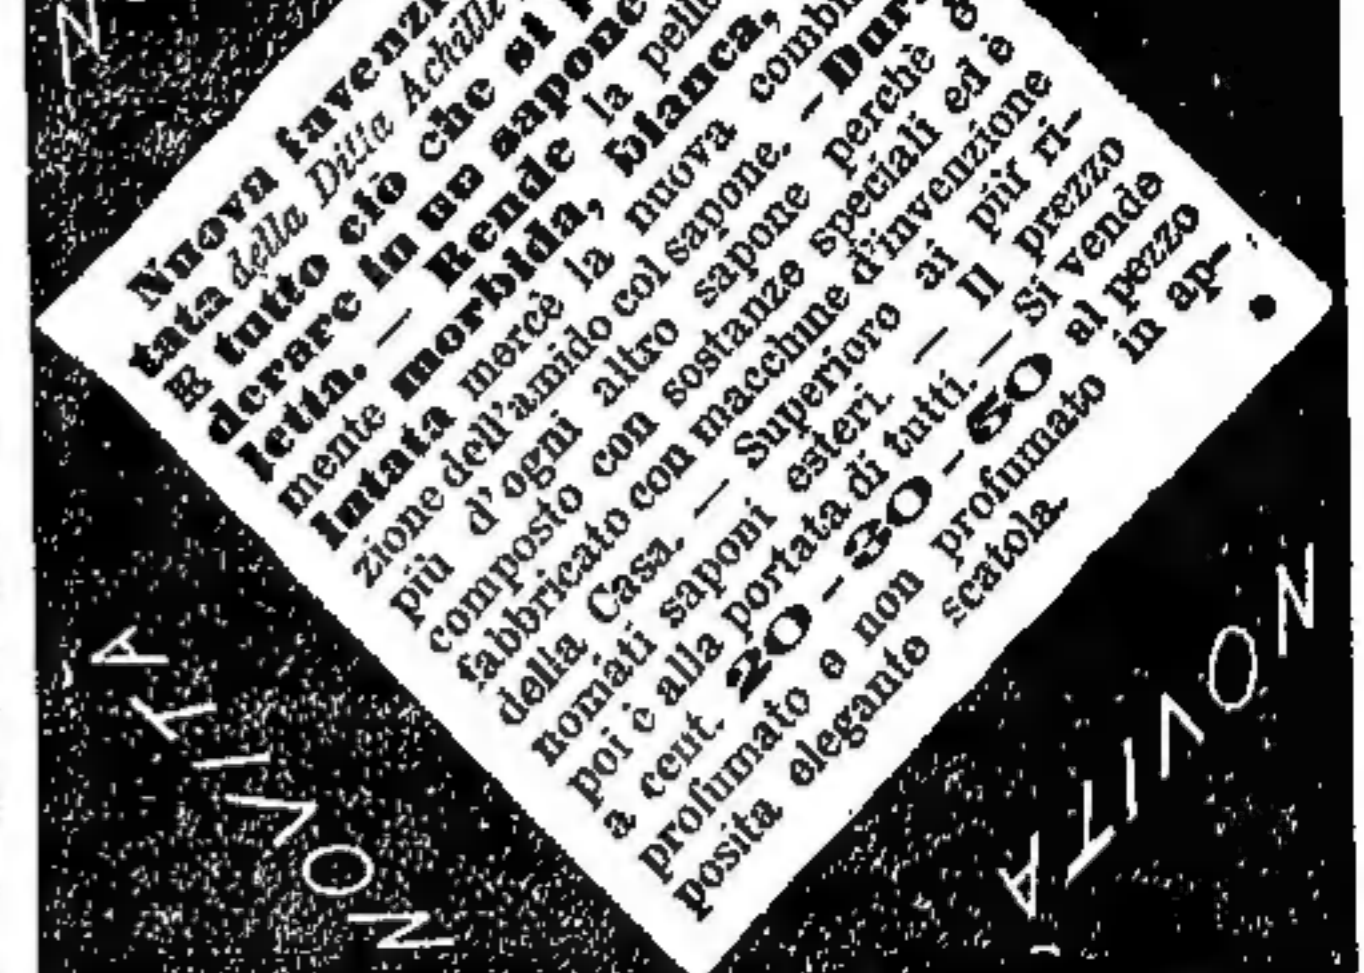 Nuova invenzi
tata della Ditta Achille
E tutto ciò che si p
derare in un sapone
letta. — Rende la pelle
mente morbida, bianca,
lutata mercè la nuova combi
zione dell'amido col sapone. — Dur
più d'ogni altro sapone perchè è
composto con sostanze speciali ed è
fabbricato con macchine d'invenzione
della Casa. — Superiore ai più ri-
nomati saponi esteri. — Il prezzo
poi è alla portata di tutti. — Si vende
a cent. 20 – 30 – 50 al pezzo
profumato e non profumato in ap-
posita elegante scatola.
NOVITA
NOVITA
N